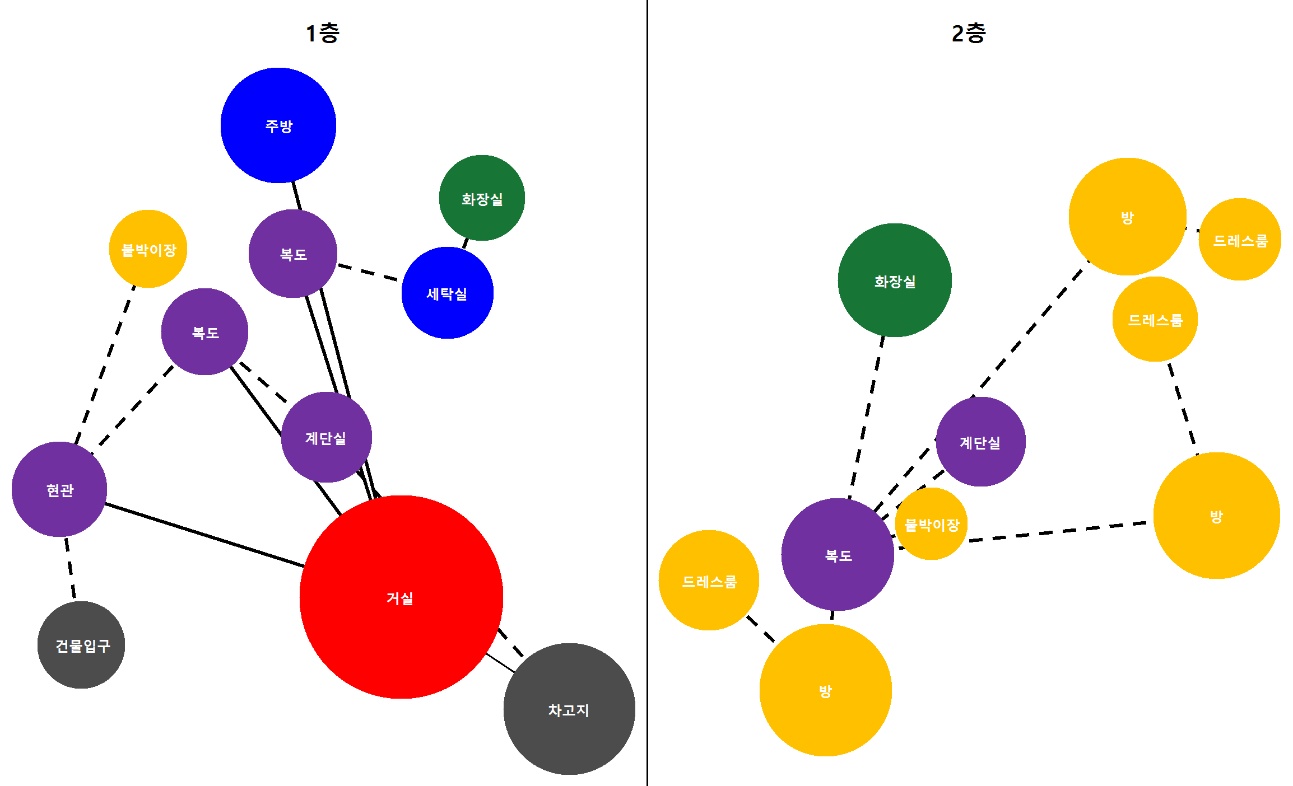 1층
주방
화장실
붙박이장
복도
세탁실
복도
계단실
현관
거실
건물입구
차고지
2층
방
드레스룸
화장실
드레스룸
계단실
방
붙박이장
복도
드레스룸
방